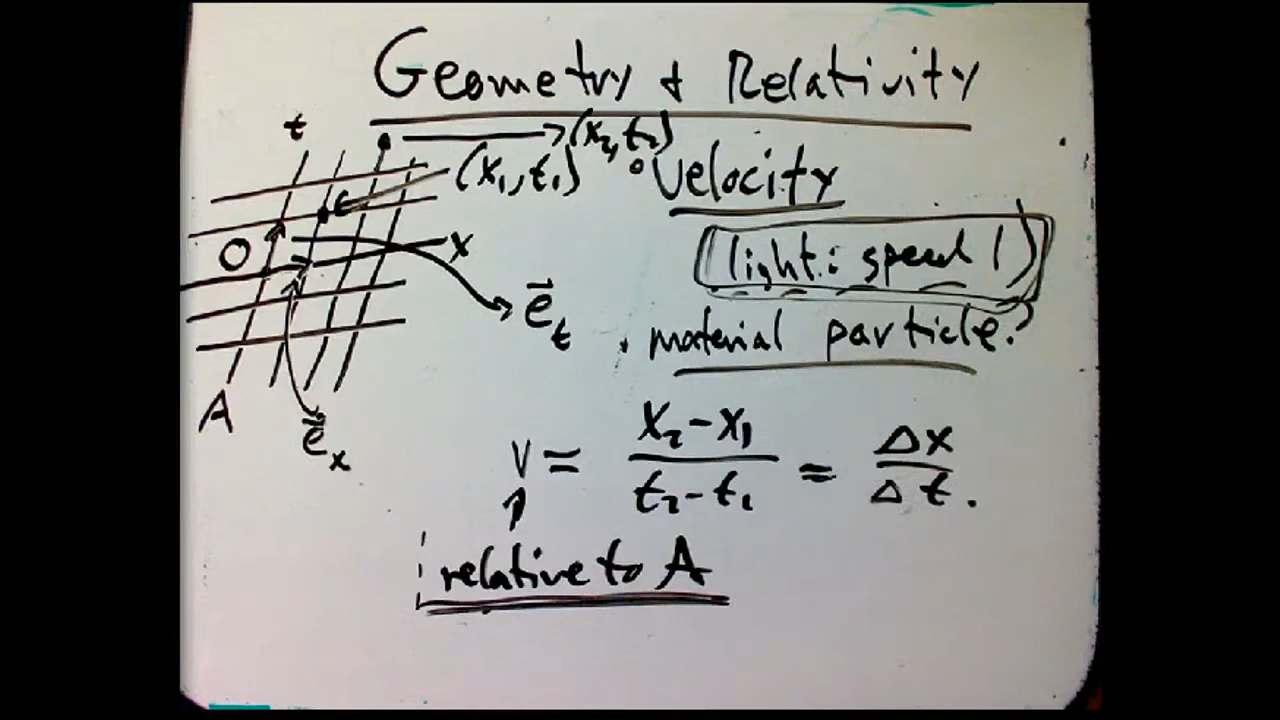 Geometry & Relativity
t
(x₂, t₂)
(x₁, t₁)
• Velocity
O
x
(light: speed 1)
e⃗ₜ
• material particle:
A
e⃗ₓ
v = (x₂-x₁)/(t₂-t₁) = Δx/Δt.
relative to A